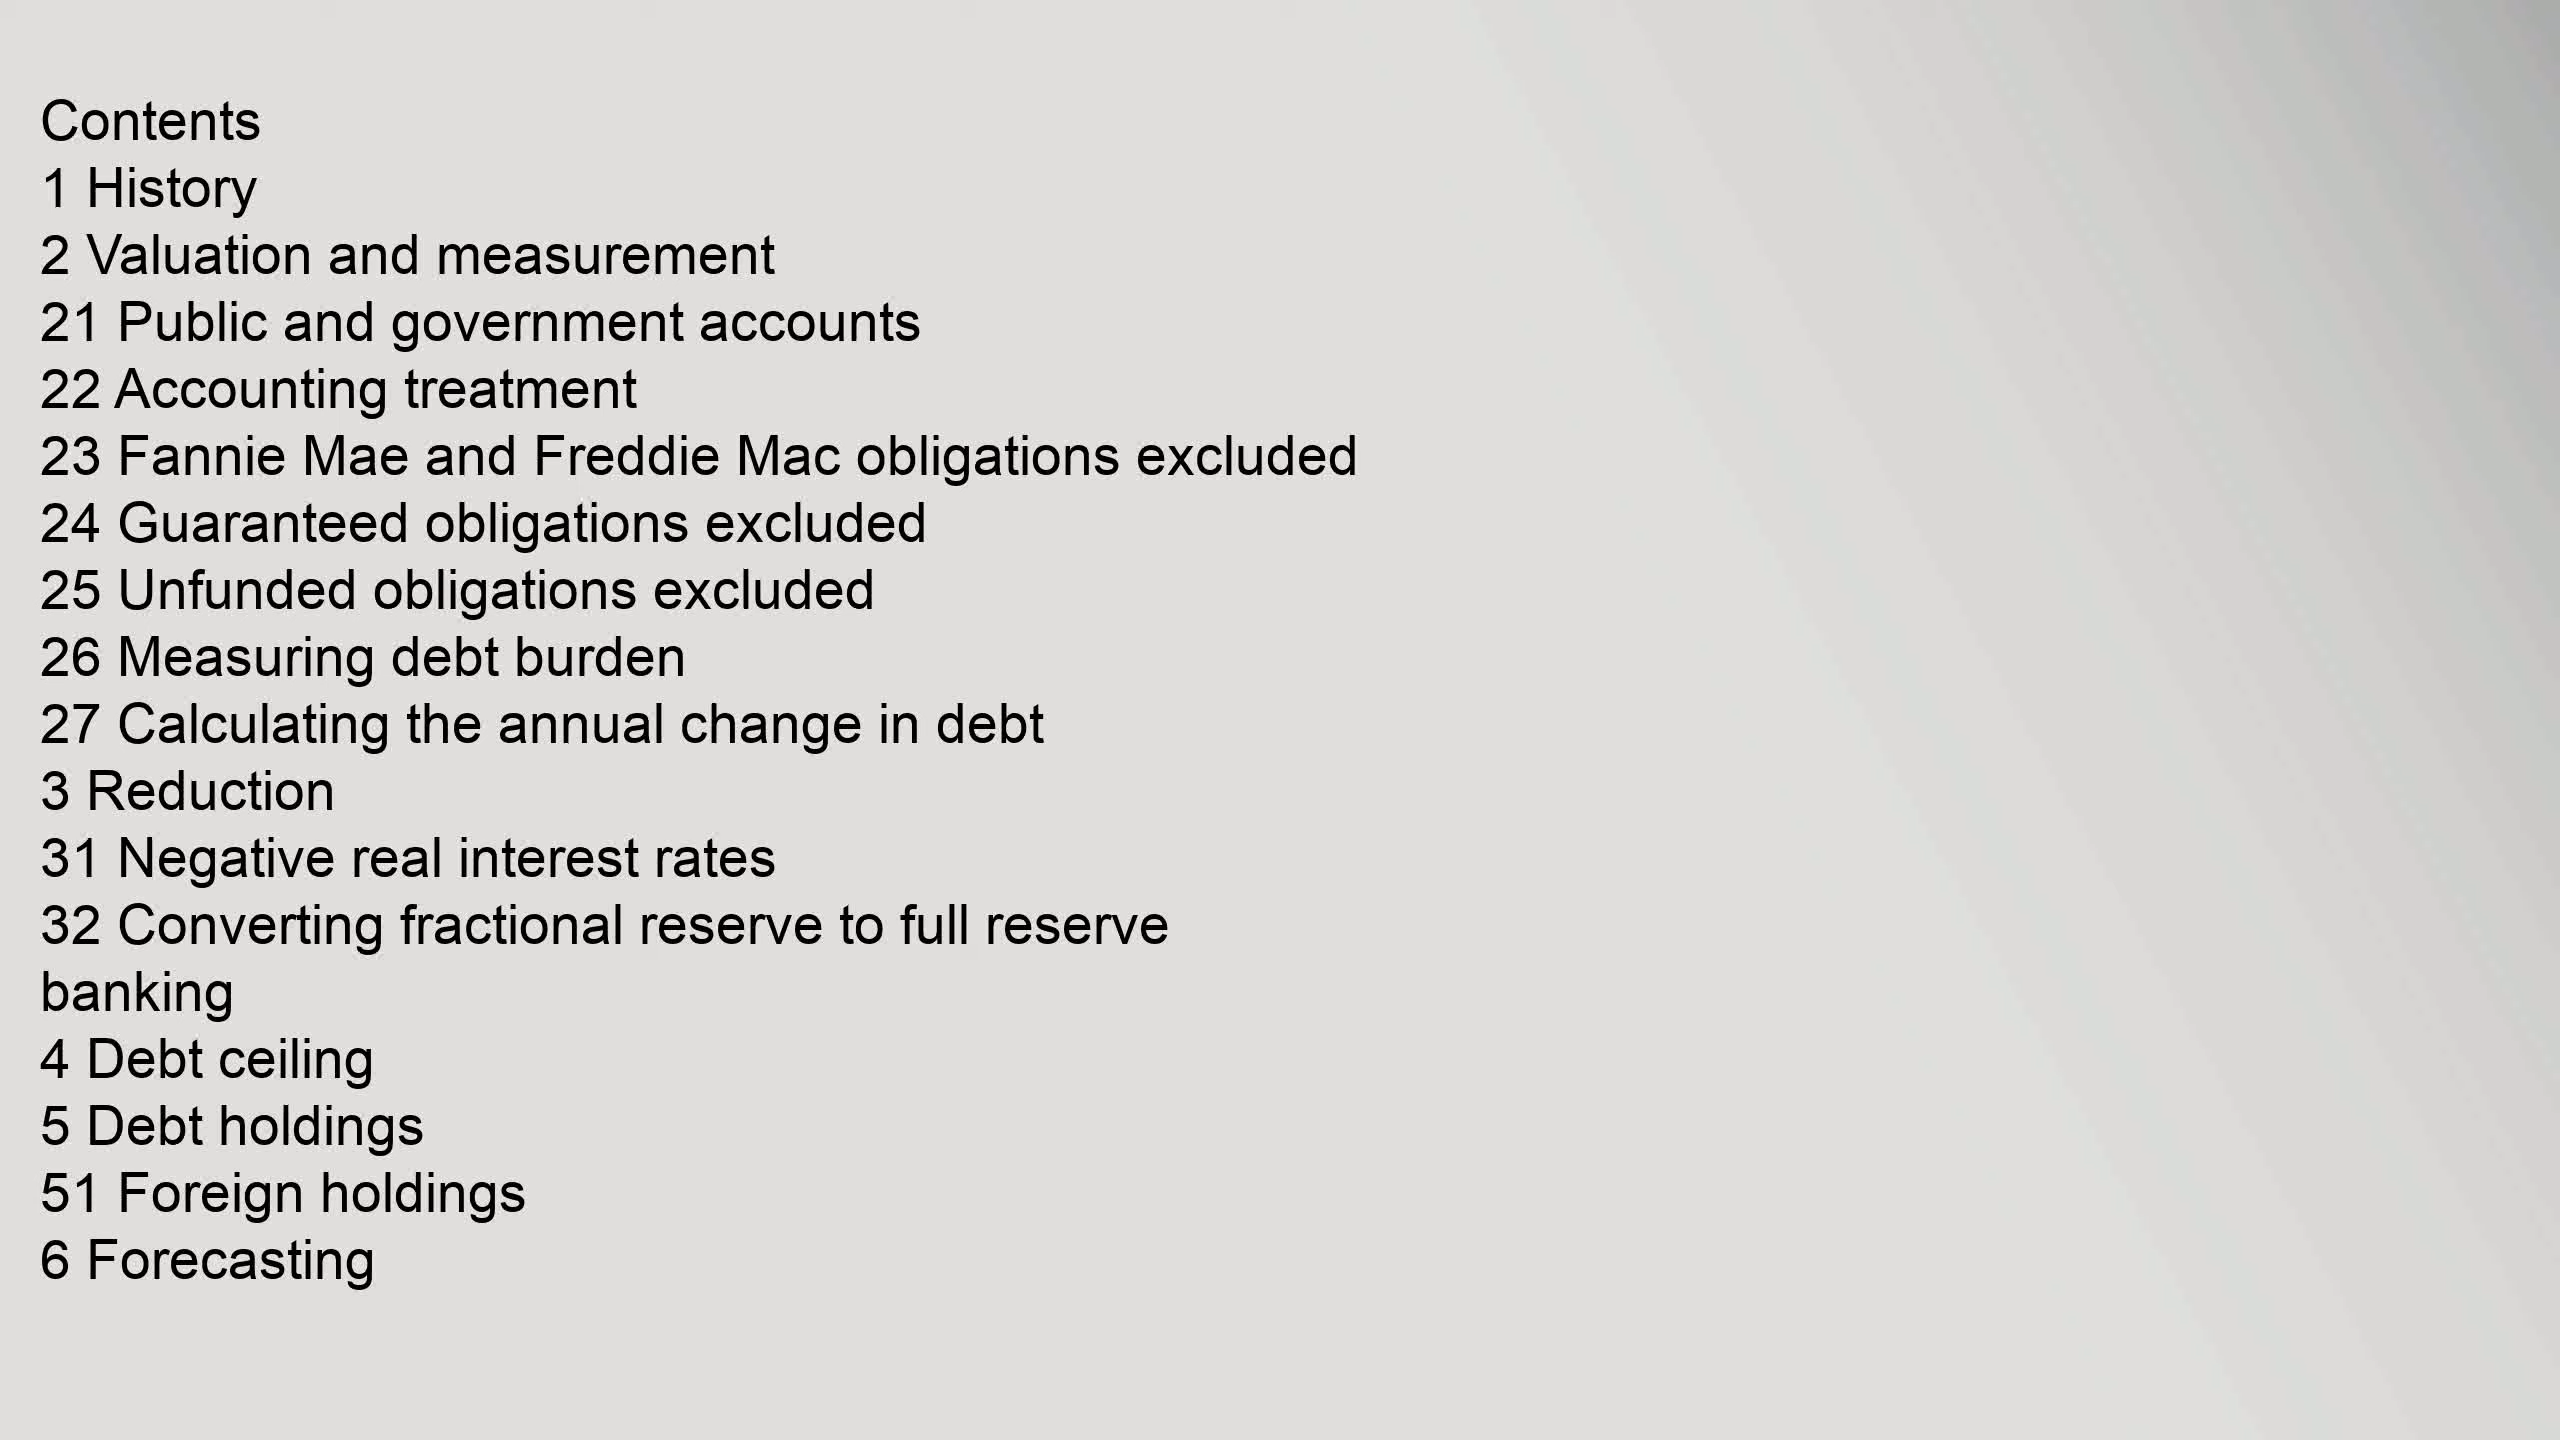 Contents
1 History
2 Valuation and measurement
21 Public and government accounts
22 Accounting treatment
23 Fannie Mae and Freddie Mac obligations excluded
24 Guaranteed obligations excluded
25 Unfunded obligations excluded
26 Measuring debt burden
27 Calculating the annual change in debt
3 Reduction
31 Negative real interest rates
32 Converting fractional reserve to full reserve
banking
4 Debt ceiling
5 Debt holdings
51 Foreign holdings
6 Forecasting